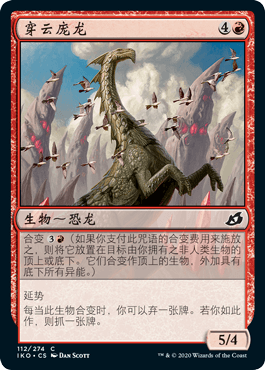 穿云庞龙 4
生物～恐龙
合变 3（如果你支付此咒语的合变费用来施放
之，则将它放置在目标由你拥有之非人类生物的
顶上或底下。它们合变作顶上的生物，外加具有
底下所有异能。）
延势
每当此生物合变时，你可以弃一张牌。若你如此
作，则抓一张牌。
5/4
112/274 C
IKO • CS DAN SCOTT
™ & © 2020 Wizards of the Coast